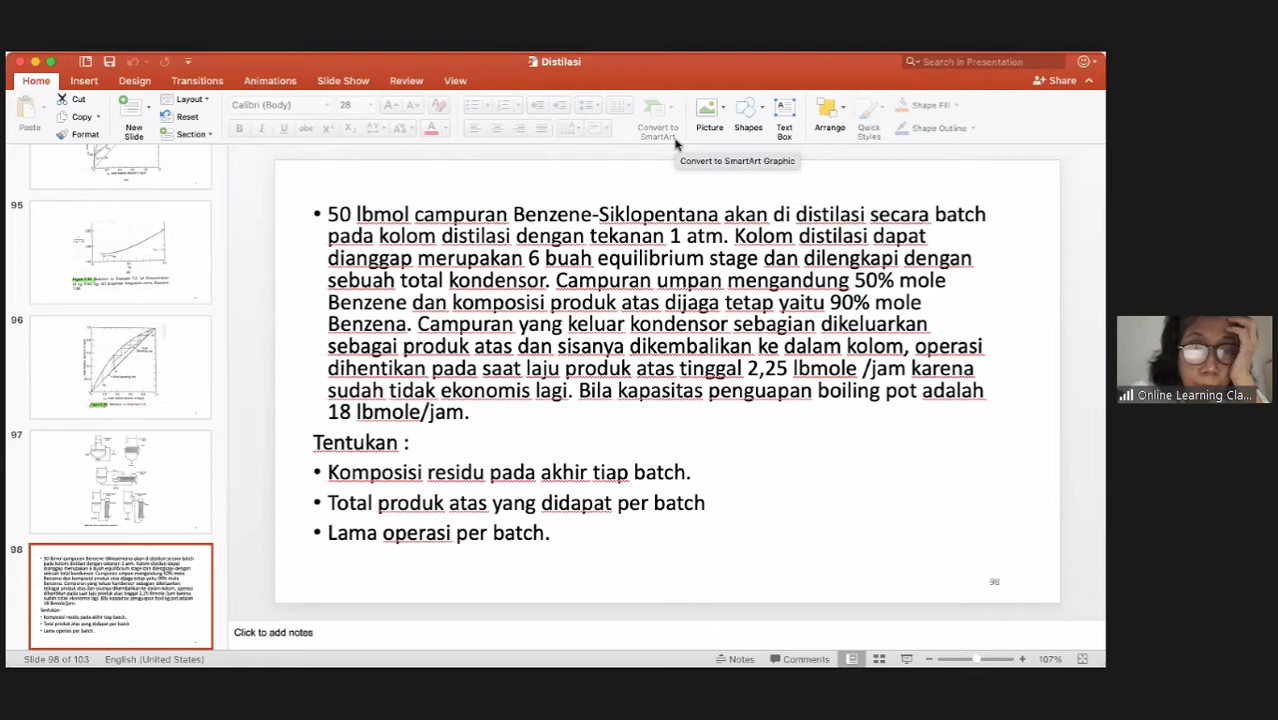 Distilasi
Search in Presentation
Home Insert Design Transitions Animations Slide Show Review View
Share
Paste
Cut
Copy
Format
New Slide
Layout
Reset
Section
Calibri (Body) 28
Convert to SmartArt
Picture
Shapes
Text Box
Arrange
Quick Styles
Shape Fill
Shape Outline
Convert to SmartArt Graphic
95
96
97
98
• 50 lbmol campuran Benzene-Siklopentana akan di distilasi secara batch
pada kolom distilasi dengan tekanan 1 atm. Kolom distilasi dapat
dianggap merupakan 6 buah equilibrium stage dan dilengkapi dengan
sebuah total kondensor. Campuran umpan mengandung 50% mole
Benzene dan komposisi produk atas dijaga tetap yaitu 90% mole
Benzena. Campuran yang keluar kondensor sebagian dikeluarkan
sebagai produk atas dan sisanya dikembalikan ke dalam kolom, operasi
dihentikan pada saat laju produk atas tinggal 2,25 lbmole /jam karena
sudah tidak ekonomis lagi. Bila kapasitas penguapan boiling pot adalah
18 lbmole/jam.
Tentukan :
• Komposisi residu pada akhir tiap batch.
• Total produk atas yang didapat per batch
• Lama operasi per batch.
98
Click to add notes
Slide 98 of 103 English (United States)
Notes Comments 107%
Online Learning Cla...